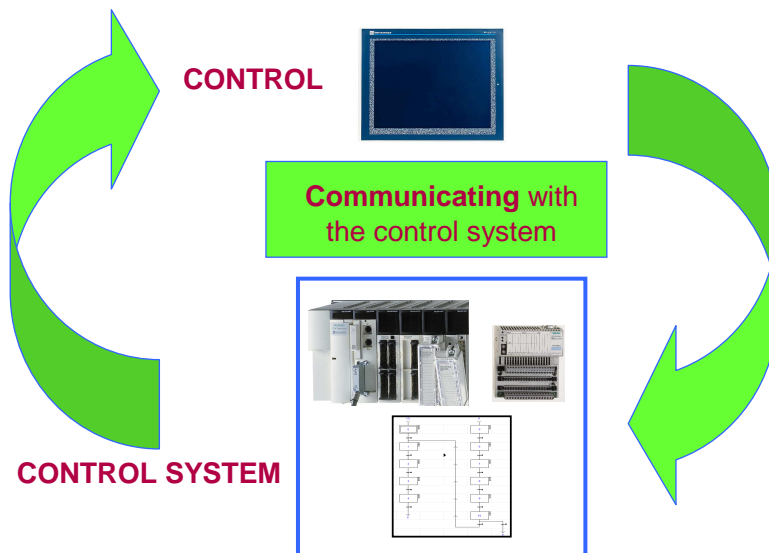 CONTROL
Communicating with
the control system
CONTROL SYSTEM